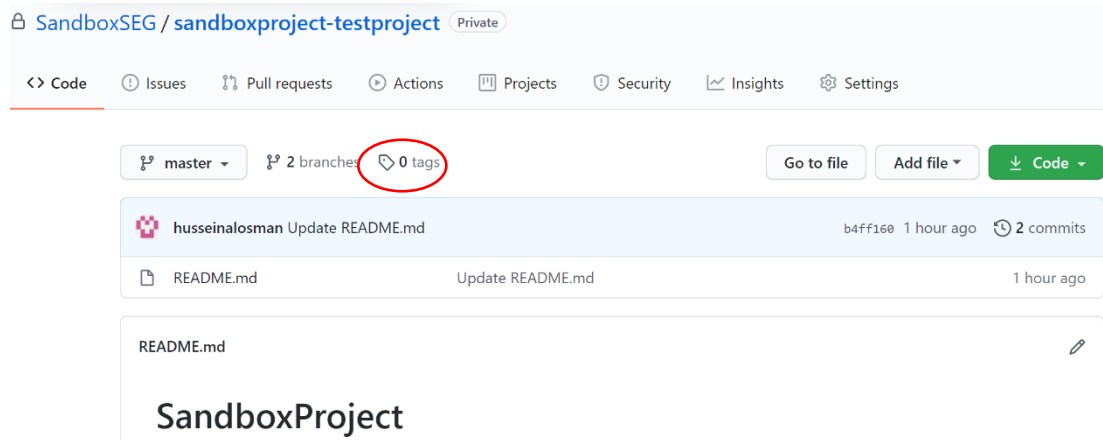 SandboxSEG / sandboxproject-testproject Private
<> Code Issues Pull requests Actions Projects Security Insights Settings
master 2 branches 0 tags Go to file Add file Code
husseinalosman Update README.md b4ff160 1 hour ago 2 commits
README.md Update README.md 1 hour ago
README.md
SandboxProject